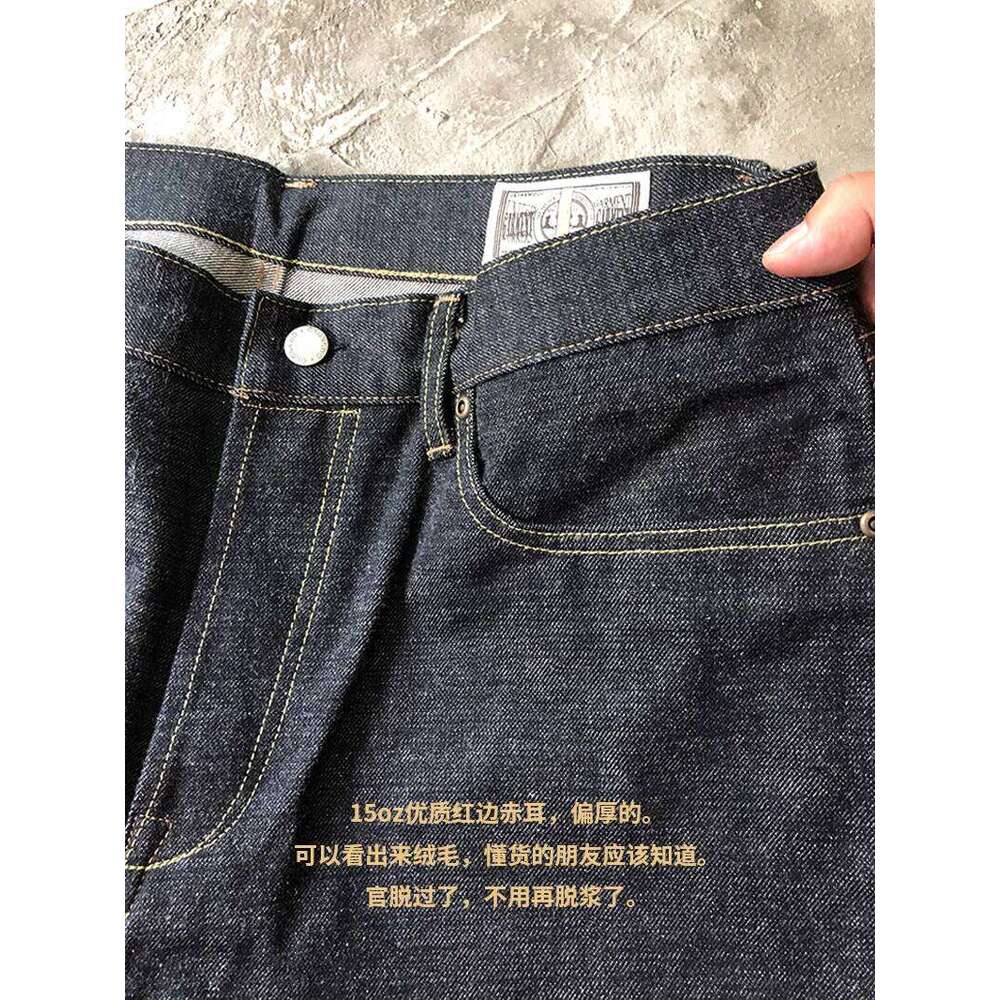 GARMENT
15oz优质红边赤耳，偏厚的。
可以看出来绒毛，懂货的朋友应该知道。
官脱过了，不用再脱浆了。